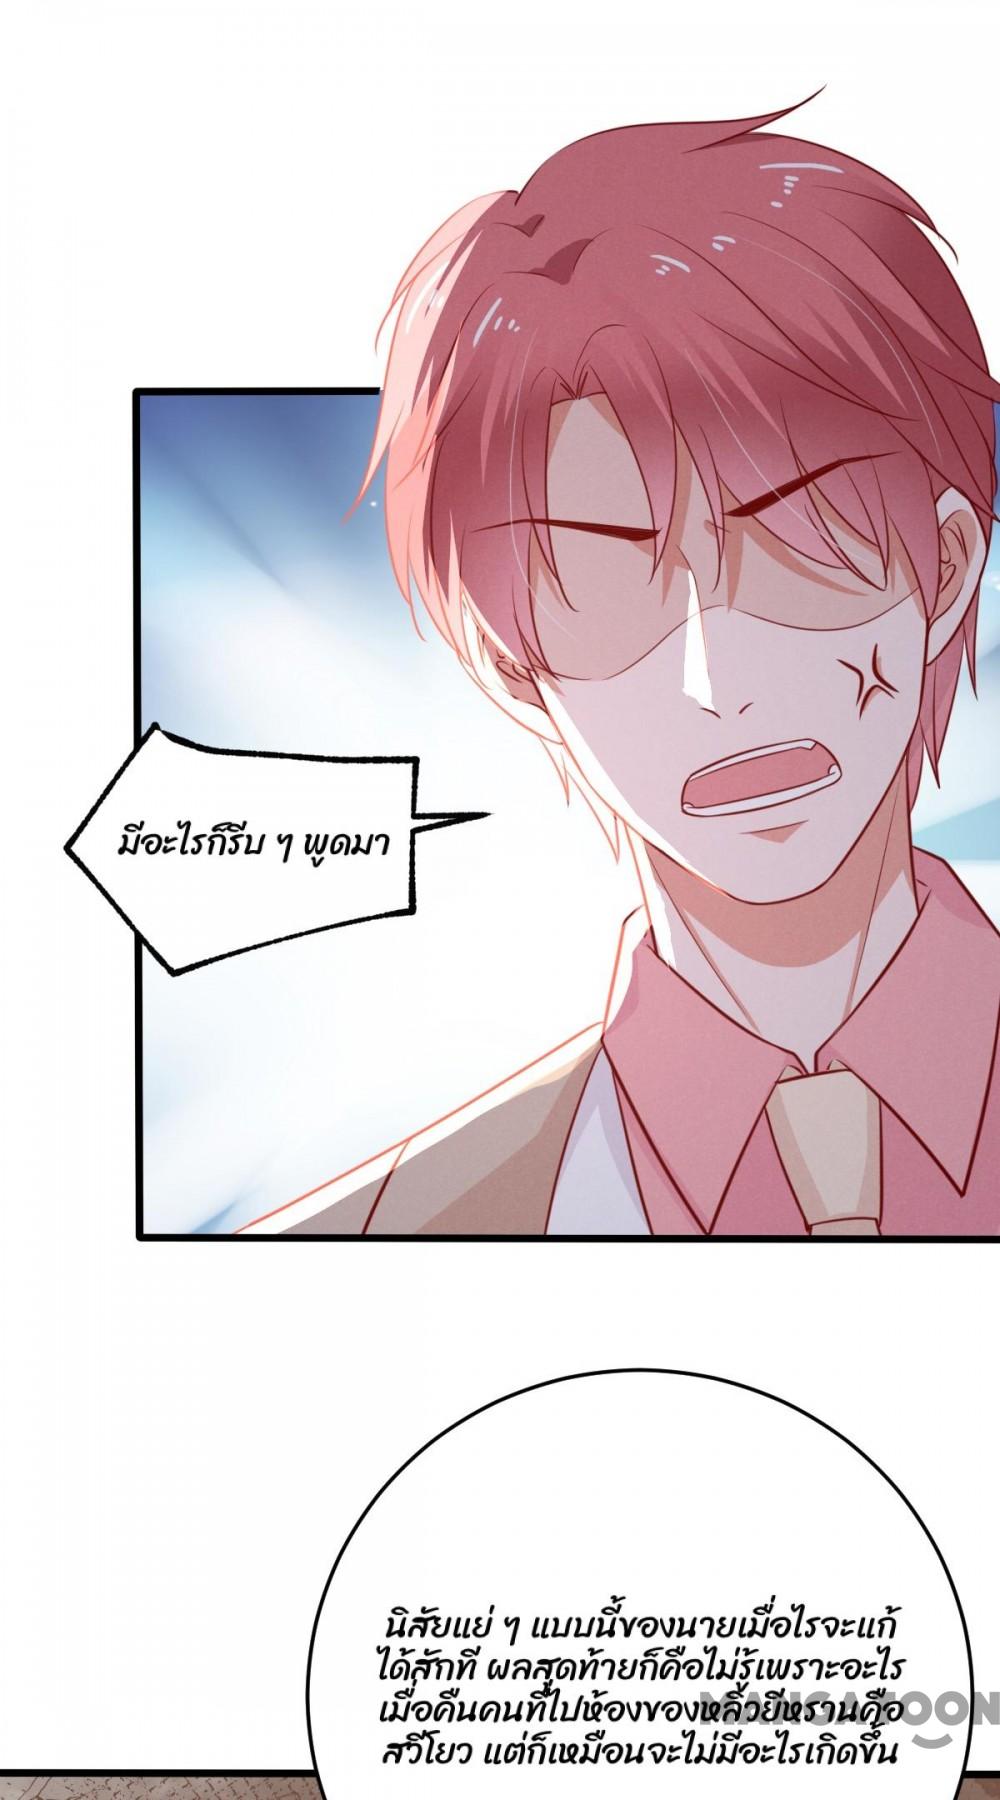 มีอะไรก็รีบ ๆ พูดมา
นิสัยแย่ ๆ แบบนี้ของนายเมื่อไรจะแก้
ได้สักที ผลสุดท้ายก็คือไม่รู้เพราะอะไร
เมื่อคืนคนที่ไปห้องของหลิ่วยีหรานคือ
สวีโยว แต่ก็เหมือนจะไม่มีอะไรเกิดขึ้น
MANGATOON